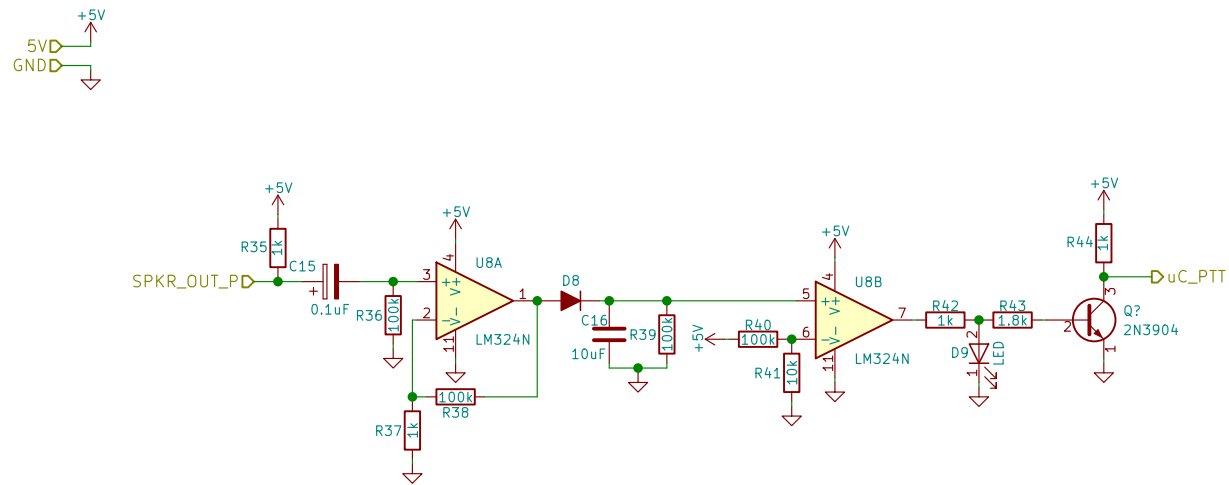 +5V
5V
GND
+5V
R35
1k
SPKR_OUT_P
C15
+
0.1uF
R36
100k
+5V
4
U8A
3
+
V+
2
-
V-
1
11
LM324N
R38
100k
R37
1k
D8
C16
10uF
R39
100k
+5V
R40
100k
R41
10k
+5V
4
U8B
5
+
V+
6
-
V-
7
11
LM324N
R42
1k
R43
1.8k
D9
LED
2
1
+5V
R44
1k
uC_PTT
3
2
1
Q?
2N3904